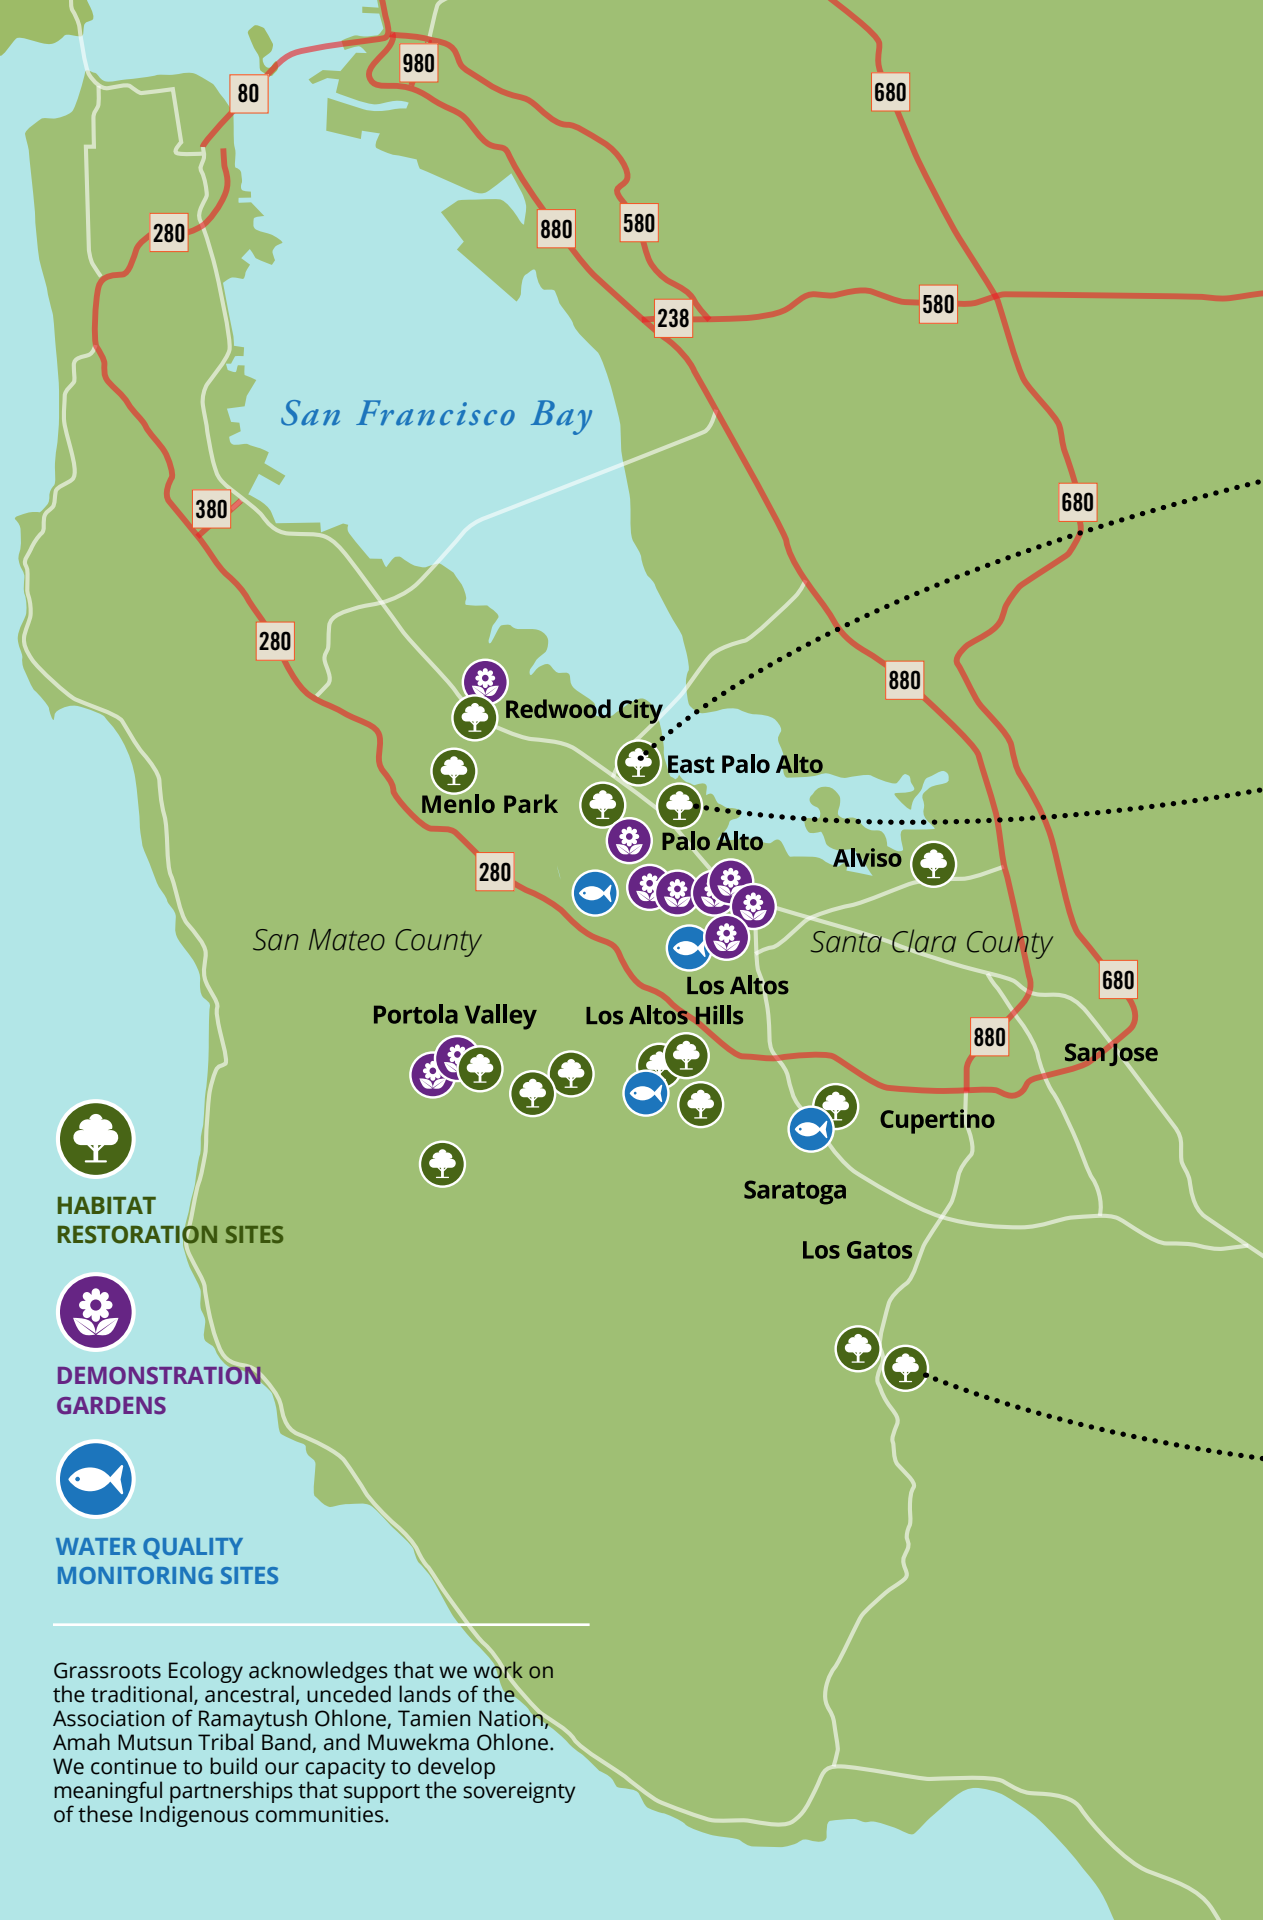 980
80
680
280
880
580
580
238
San Francisco Bay
680
380
280
880
Redwood City
East Palo Alto
Menlo Park
Palo Alto
Alviso
280
San Mateo County
Santa Clara County
680
Los Altos
Portola Valley
Los Altos Hills
880
San Jose
Cupertino
Saratoga
Los Gatos
HABITAT
RESTORATION SITES
DEMONSTRATION
GARDENS
WATER QUALITY
MONITORING SITES
Grassroots Ecology acknowledges that we work on
the traditional, ancestral, unceded lands of the
Association of Ramaytush Ohlone, Tamien Nation,
Amah Mutsun Tribal Band, and Muwekma Ohlone.
We continue to build our capacity to develop
meaningful partnerships that support the sovereignty
of these Indigenous communities.